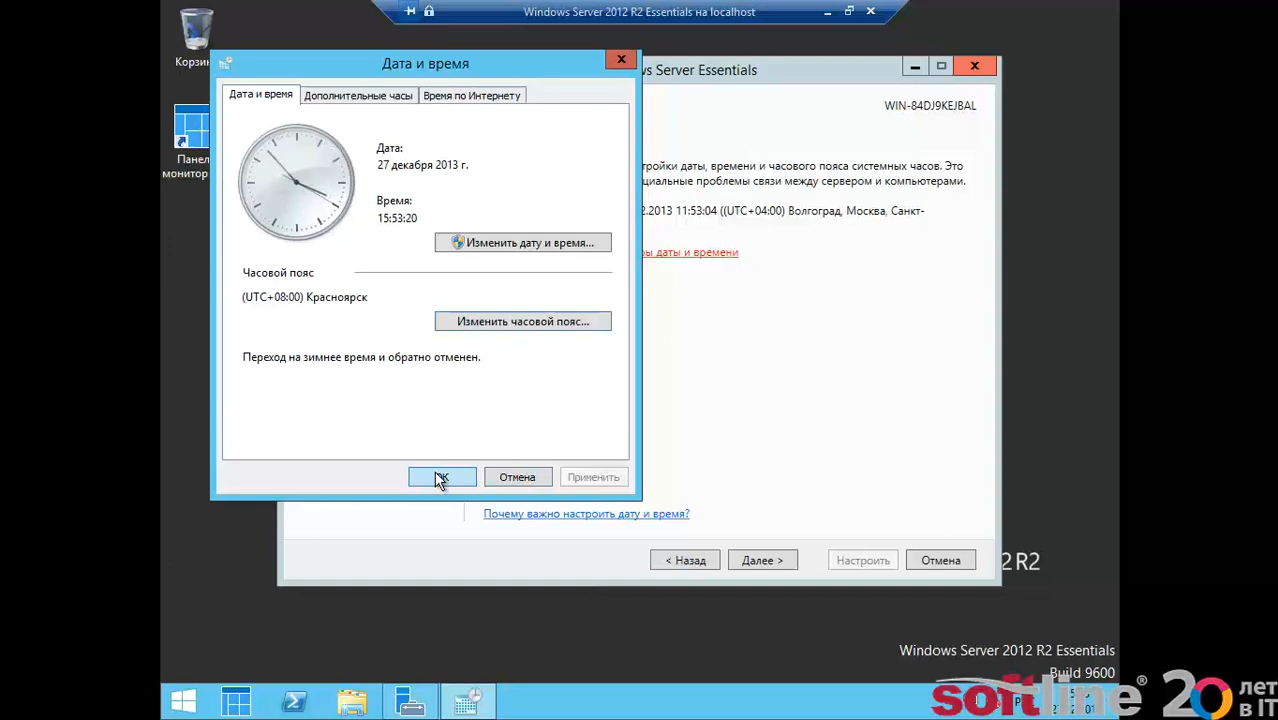 Windows Server 2012 R2 Essentials на localhost
Корзи
Панел
монитор
Дата и время
Дата и время
Дополнительные часы
Время по Интернету
Дата:
27 декабря 2013 г.
Время:
15:53:20
Изменить дату и время...
Часовой пояс
(UTC+08:00) Красноярск
Изменить часовой пояс...
Переход на зимнее время и обратно отменен.
Отмена
Применить
s Server Essentials
WIN-84DJ9KEJBAL
тройки даты, времени и часового пояса системных часов. Это
циальные проблемы связи между сервером и компьютерами.
2.2013 11:53:04 ((UTC+04:00) Волгоград, Москва, Санкт-
ры даты и времени
Почему важно настроить дату и время?
< Назад
Далее >
Настроить
Отмена
2 R2
Windows Server 2012 R2 Essentials
Build 9600
softline®
20 лет
в IT